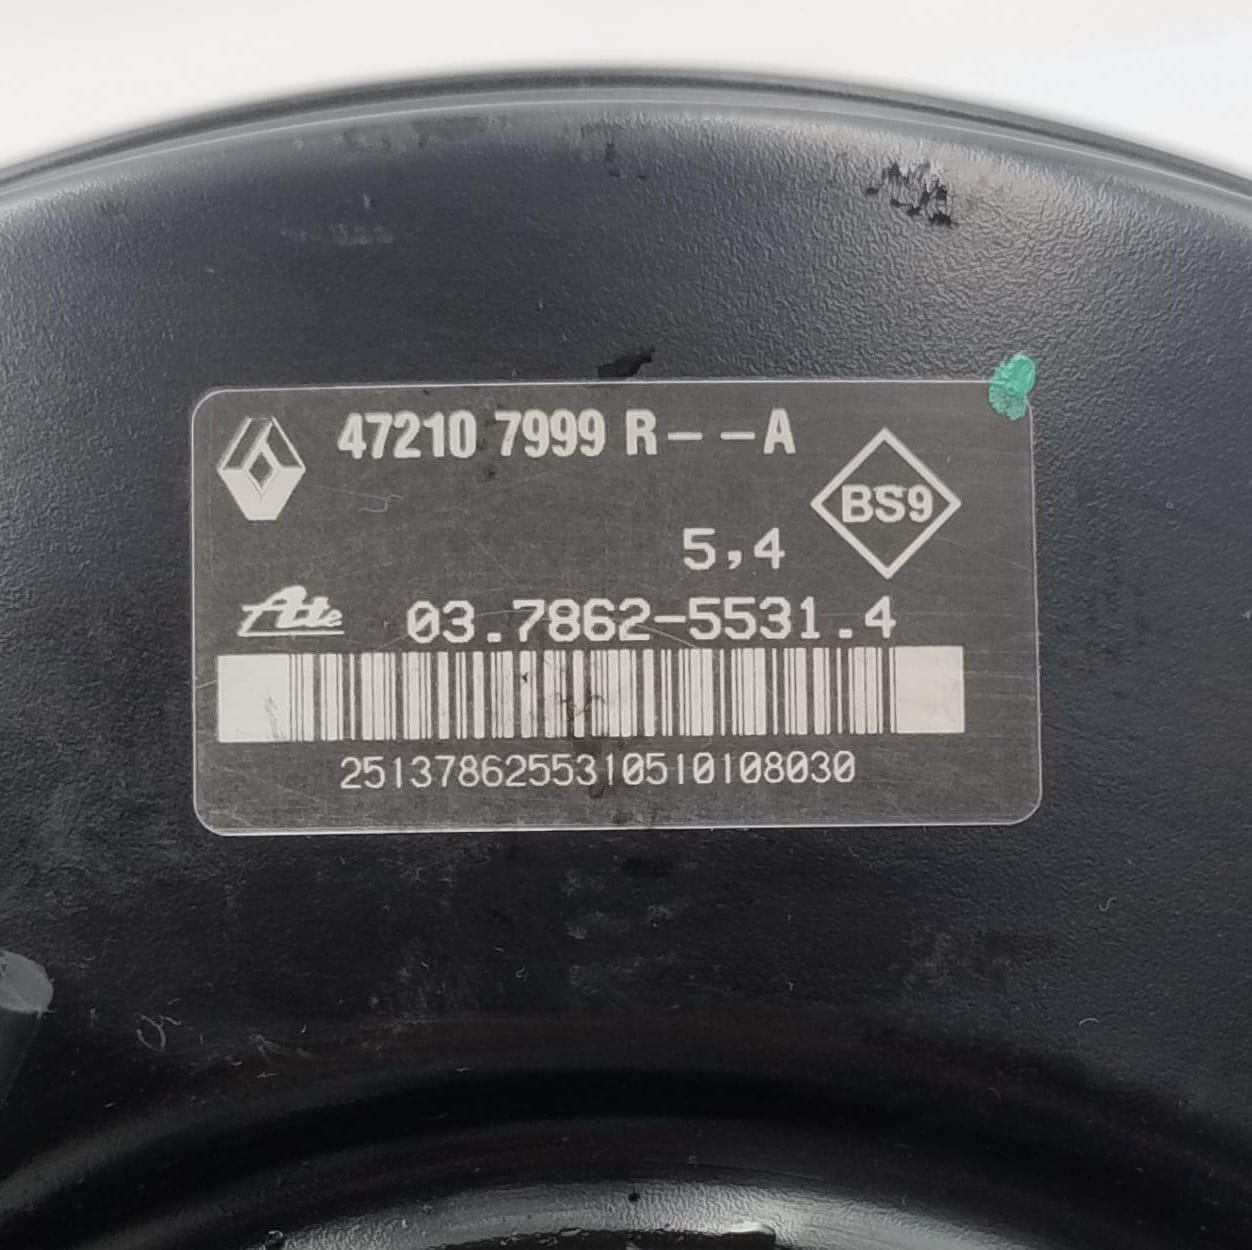 47210 7999 R--A
BS9
5,4
Ate 03.7862-5531.4
2513786255310510108030